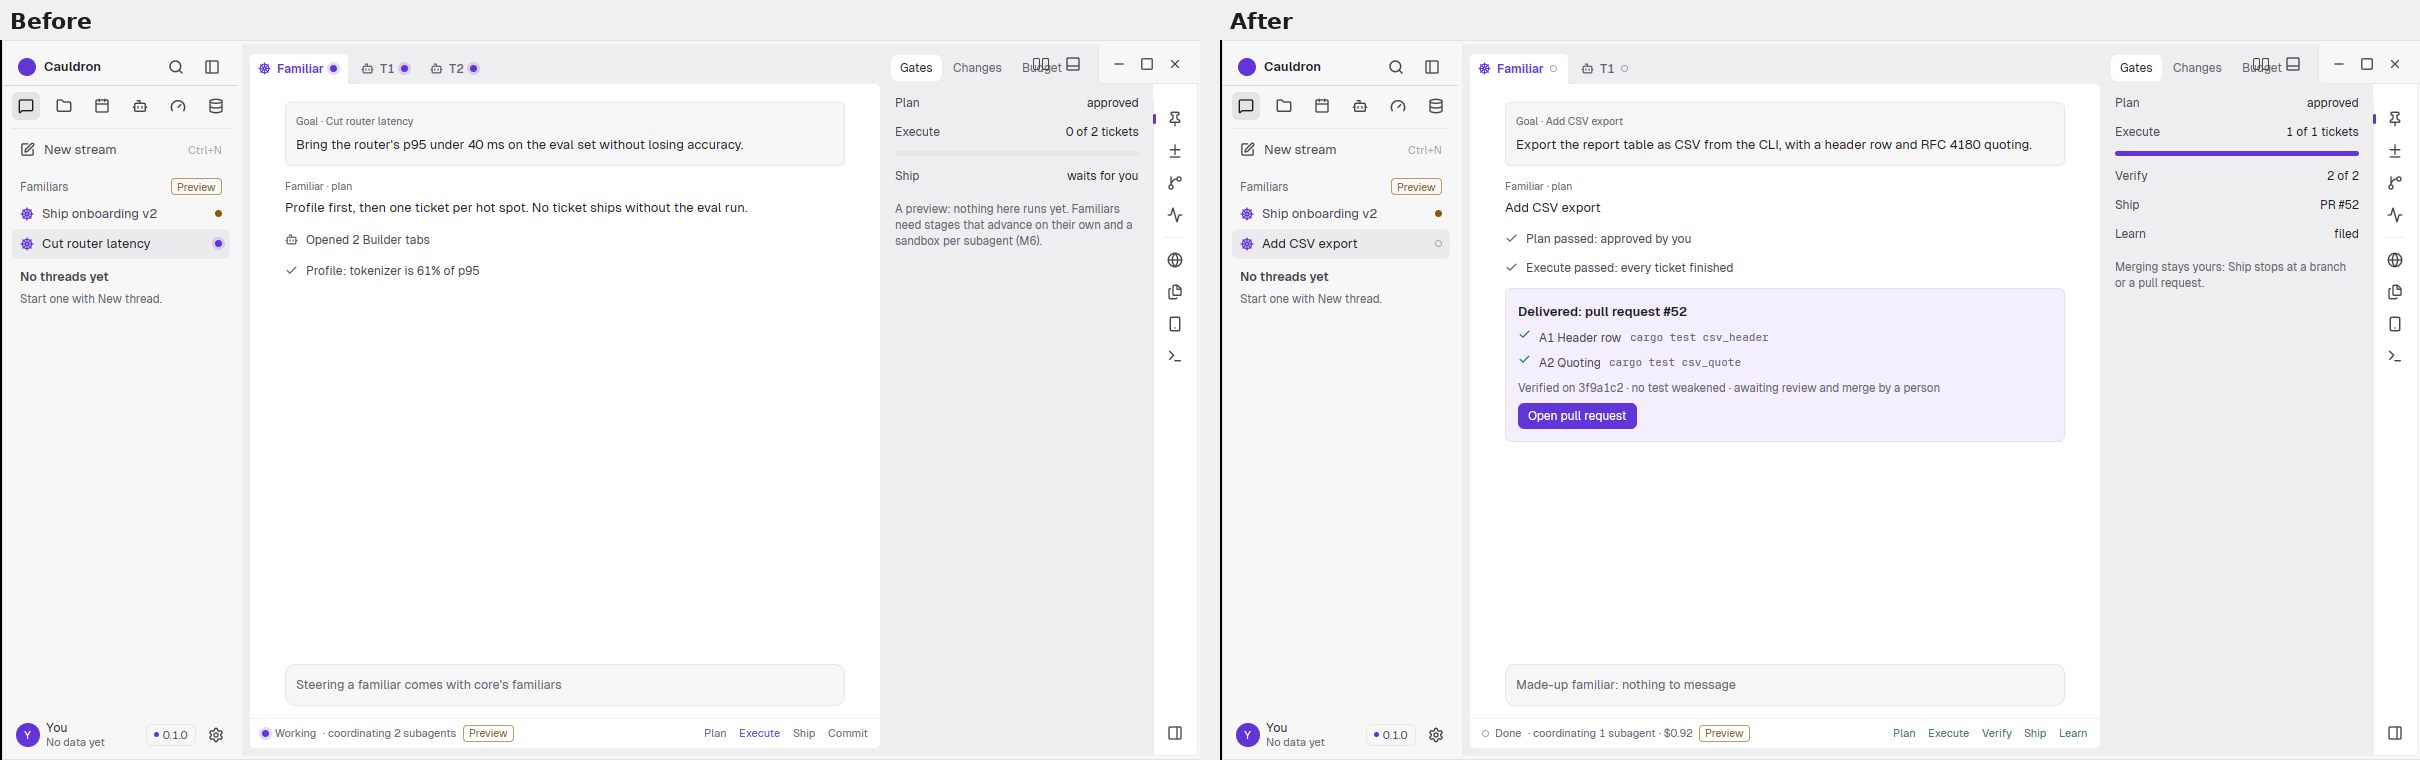 Before
Cauldron
New stream Ctrl+N
Familiars Preview
Ship onboarding v2
Cut router latency
No threads yet
Start one with New thread.
Y You
No data yet
0.1.0
Familiar T1 T2
Goal · Cut router latency
Bring the router's p95 under 40 ms on the eval set without losing accuracy.
Familiar · plan
Profile first, then one ticket per hot spot. No ticket ships without the eval run.
Opened 2 Builder tabs
Profile: tokenizer is 61% of p95
Steering a familiar comes with core's familiars
Working · coordinating 2 subagents Preview Plan Execute Ship Commit
Gates Changes Budget
Plan approved
Execute 0 of 2 tickets
Ship waits for you
A preview: nothing here runs yet. Familiars
need stages that advance on their own and a
sandbox per subagent (M6).
After
Cauldron
New stream Ctrl+N
Familiars Preview
Ship onboarding v2
Add CSV export
No threads yet
Start one with New thread.
Y You
No data yet
0.1.0
Familiar T1
Goal · Add CSV export
Export the report table as CSV from the CLI, with a header row and RFC 4180 quoting.
Familiar · plan
Add CSV export
Plan passed: approved by you
Execute passed: every ticket finished
Delivered: pull request #52
A1 Header row cargo test csv_header
A2 Quoting cargo test csv_quote
Verified on 3f9a1c2 · no test weakened · awaiting review and merge by a person
Open pull request
Made-up familiar: nothing to message
Done · coordinating 1 subagent · $0.92 Preview Plan Execute Verify Ship Learn
Gates Changes Budget
Plan approved
Execute 1 of 1 tickets
Verify 2 of 2
Ship PR #52
Learn filed
Merging stays yours: Ship stops at a branch
or a pull request.